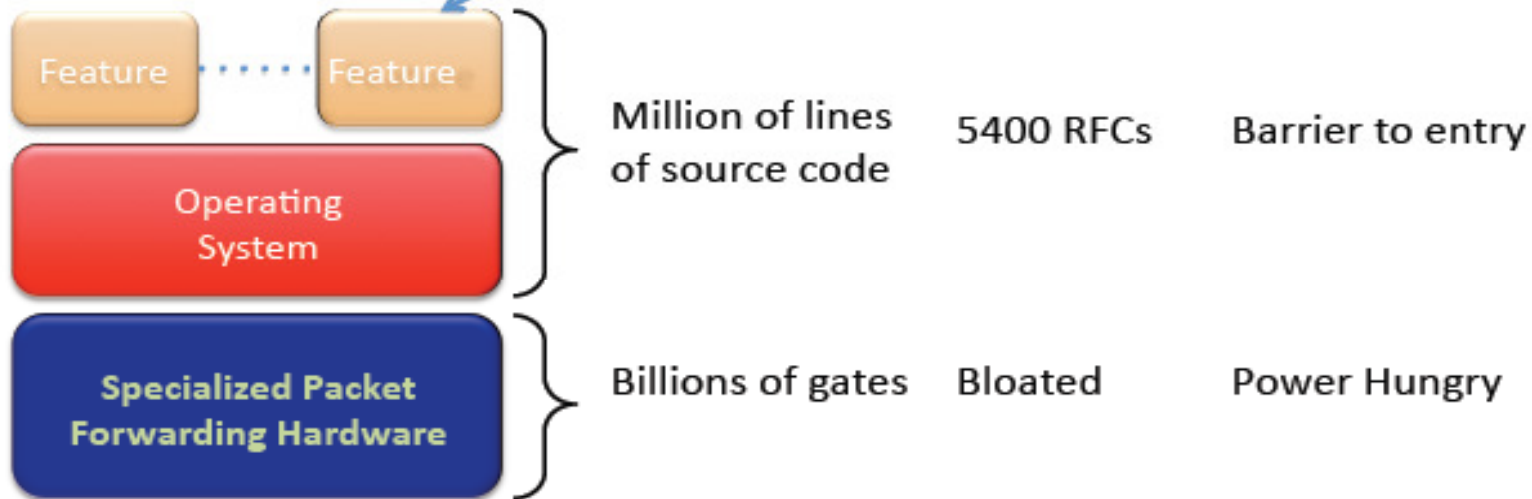 Feature
Feature
Million of lines
of source code
5400 RFCs
Barrier to entry
Operating
System
Specialized Packet
Forwarding Hardware
Billions of gates
Bloated
Power Hungry